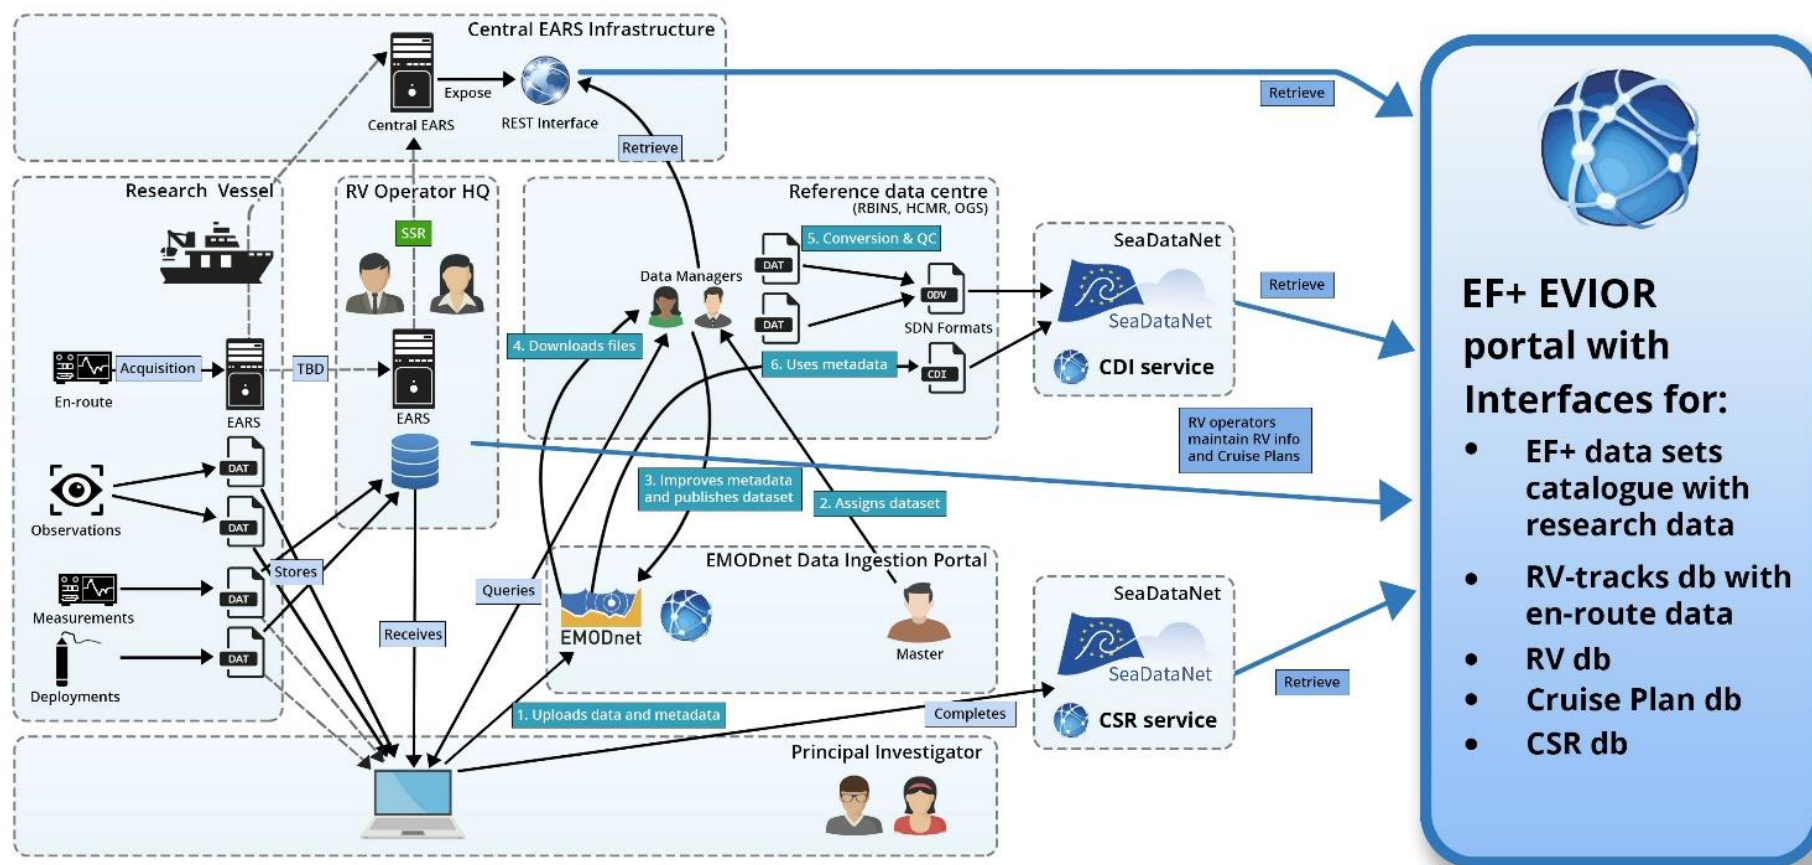 Central EARS Infrastructure
Expose
Central EARS
REST Interface
Retrieve
Retrieve
Research Vessel
RV Operator HQ
SSR
Reference data centre
(RBINS, HCMR, OGS)
5. Conversion & QC
Data Managers
DAT
DAT
ODV
SDN Formats
4. Downloads files
6. Uses metadata
CDI
SeaDataNet
SeaDataNet
CDI service
Retrieve
Acquisition
TBD
En-route
EARS
EARS
RV operators
maintain RV info
and Cruise Plans
DAT
Observations
DAT
3. Improves metadata
and publishes dataset
2. Assigns dataset
Stores
DAT
Measurements
DAT
Deployments
Receives
Queries
EMODnet Data Ingestion Portal
EMODnet
Master
1. Uploads data and metadata
SeaDataNet
SeaDataNet
CSR service
Completes
Retrieve
Principal Investigator
EF+ EVIOR
portal with
Interfaces for:
• EF+ data sets
catalogue with
research data
• RV-tracks db with
en-route data
• RV db
• Cruise Plan db
• CSR db